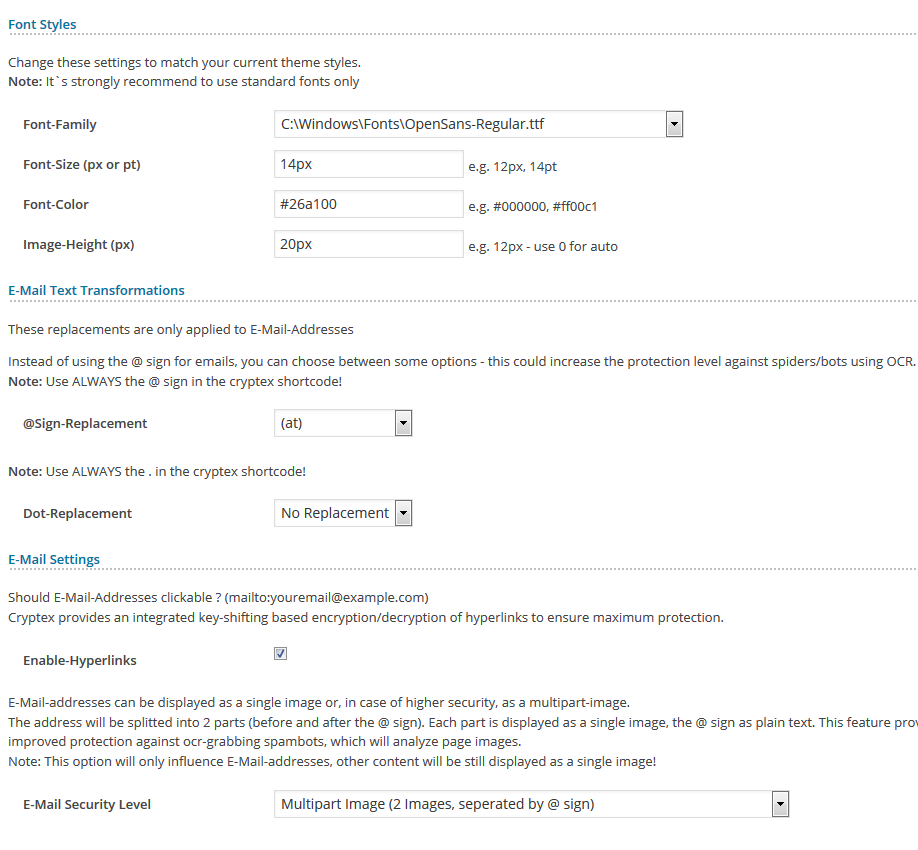 Font Styles
Change these settings to match your current theme styles.
Note: It`s strongly recommend to use standard fonts only
Font-Family C:\Windows\Fonts\OpenSans-Regular.ttf
Font-Size (px or pt) 14px e.g. 12px, 14pt
Font-Color #26a100 e.g. #000000, #ff00c1
Image-Height (px) 20px e.g. 12px - use 0 for auto
E-Mail Text Transformations
These replacements are only applied to E-Mail-Addresses
Instead of using the @ sign for emails, you can choose between some options - this could increase the protection level against spiders/bots using OCR.
Note: Use ALWAYS the @ sign in the cryptex shortcode!
@Sign-Replacement (at)
Note: Use ALWAYS the . in the cryptex shortcode!
Dot-Replacement No Replacement
E-Mail Settings
Should E-Mail-Addresses clickable ? (mailto:youremail@example.com)
Cryptex provides an integrated key-shifting based encryption/decryption of hyperlinks to ensure maximum protection.
Enable-Hyperlinks
E-Mail-addresses can be displayed as a single image or, in case of higher security, as a multipart-image.
The address will be splitted into 2 parts (before and after the @ sign). Each part is displayed as a single image, the @ sign as plain text. This feature prov
improved protection against ocr-grabbing spambots, which will analyze page images.
Note: This option will only influence E-Mail-addresses, other content will be still displayed as a single image!
E-Mail Security Level Multipart Image (2 Images, seperated by @ sign)